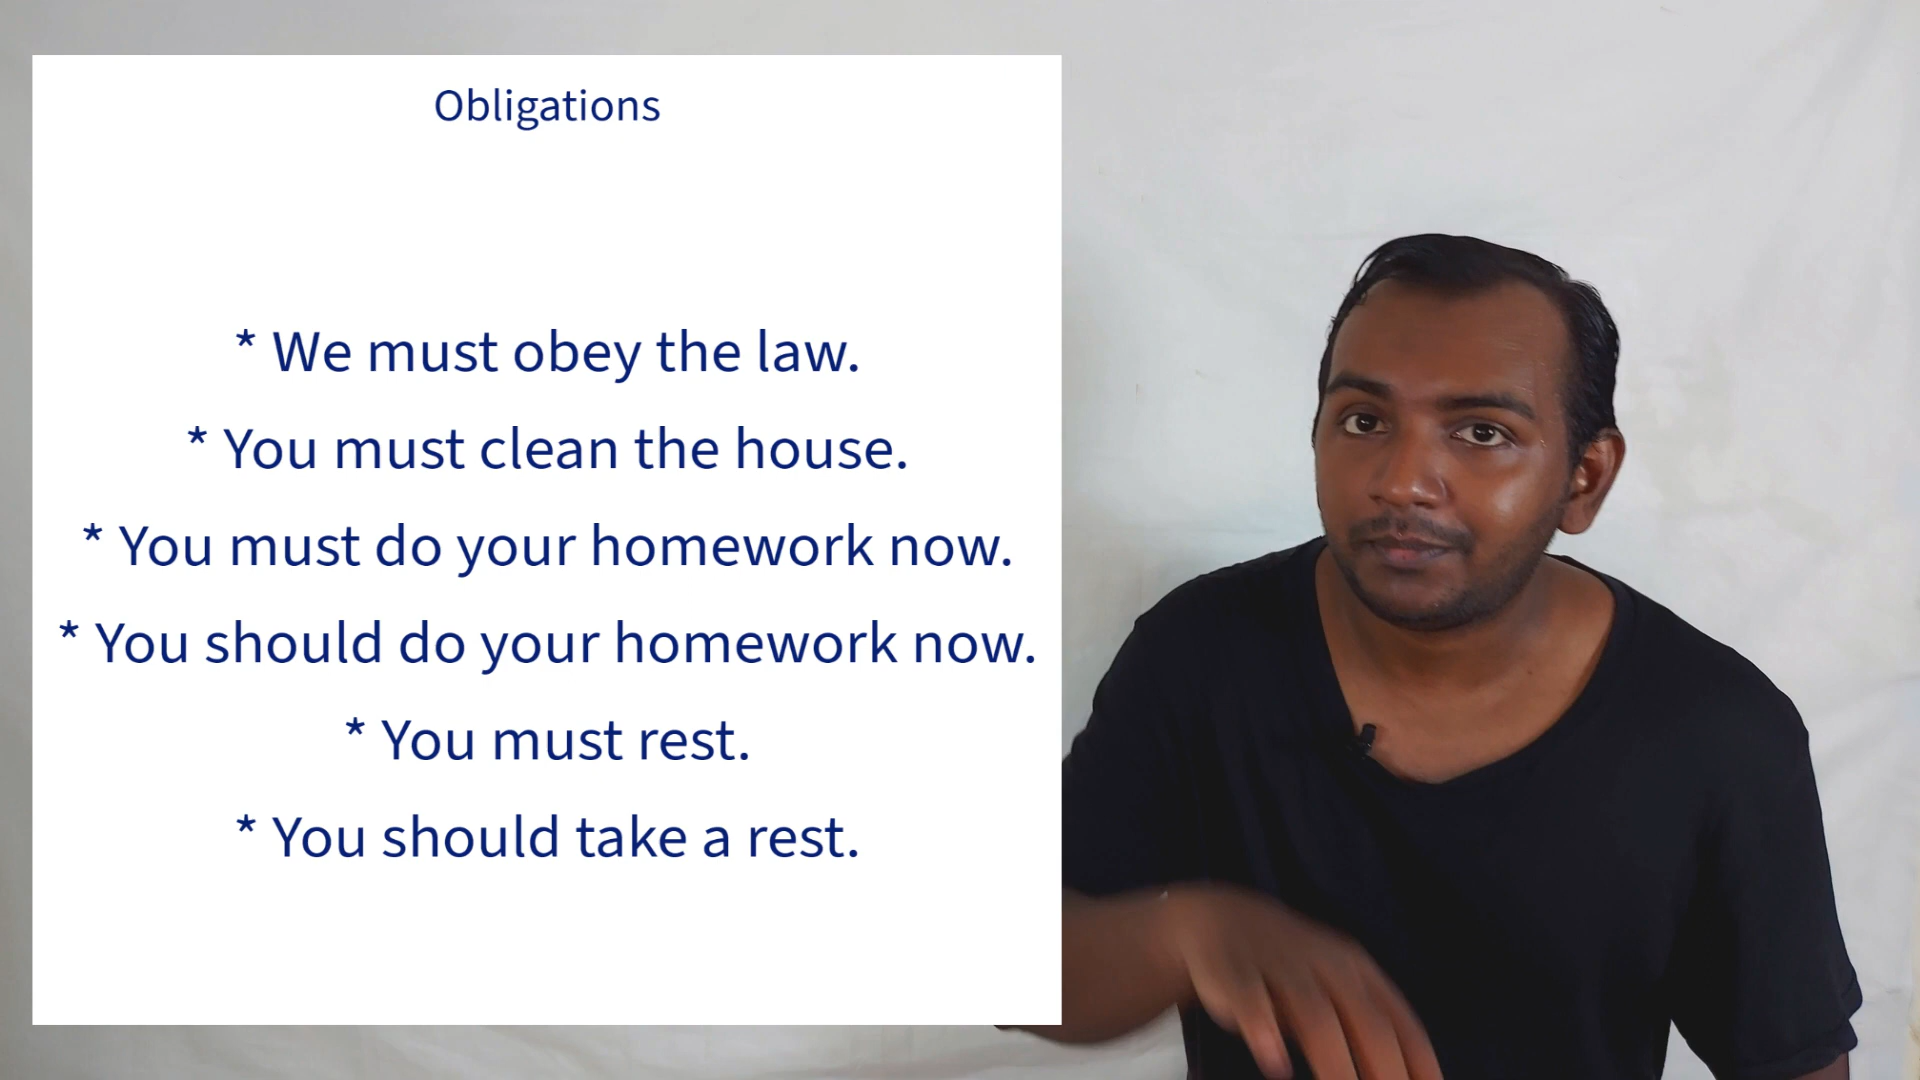 Obligations
* We must obey the law.
* You must clean the house.
* You must do your homework now.
* You should do your homework now.
* You must rest.
* You should take a rest.